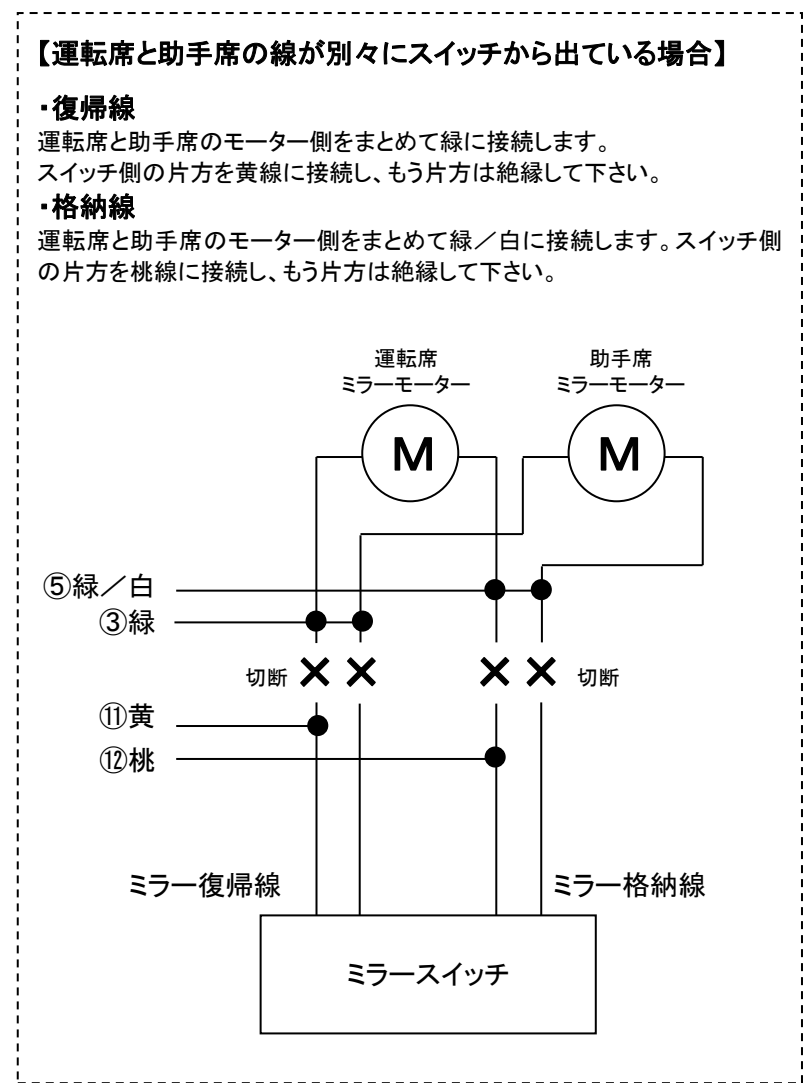 【運転席と助手席の線が別々にスイッチから出ている場合】
・復帰線
運転席と助手席のモーター側をまとめて緑に接続します。
スイッチ側の片方を黄線に接続し、もう片方は絶縁して下さい。
・格納線
運転席と助手席のモーター側をまとめて緑／白に接続します。スイッチ側
の片方を桃線に接続し、もう片方は絶縁して下さい。
運転席
ミラーモーター
助手席
ミラーモーター
M
M
⑤緑／白
③緑
切断
切断
⑪黄
⑫桃
ミラー復帰線
ミラー格納線
ミラースイッチ